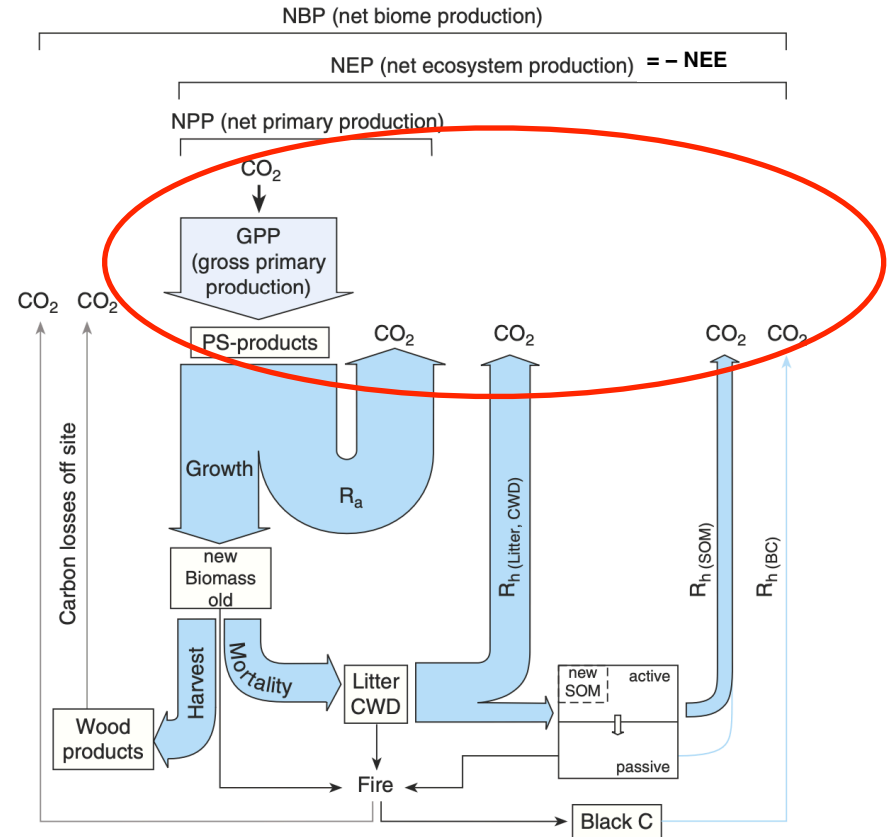 NBP (net biome production)
NEP (net ecosystem production) = – NEE
NPP (net primary production)
CO₂
GPP
(gross primary
production)
CO₂ CO₂
PS-products
CO₂
CO₂
CO₂
CO₂
Growth
Rₐ
Carbon losses off site
Rₕ (Litter, CWD)
Rₕ (SOM)
Rₕ (BC)
new
Biomass
old
Harvest
Mortality
Litter
CWD
new
SOM
active
passive
Wood
products
Fire
Black C